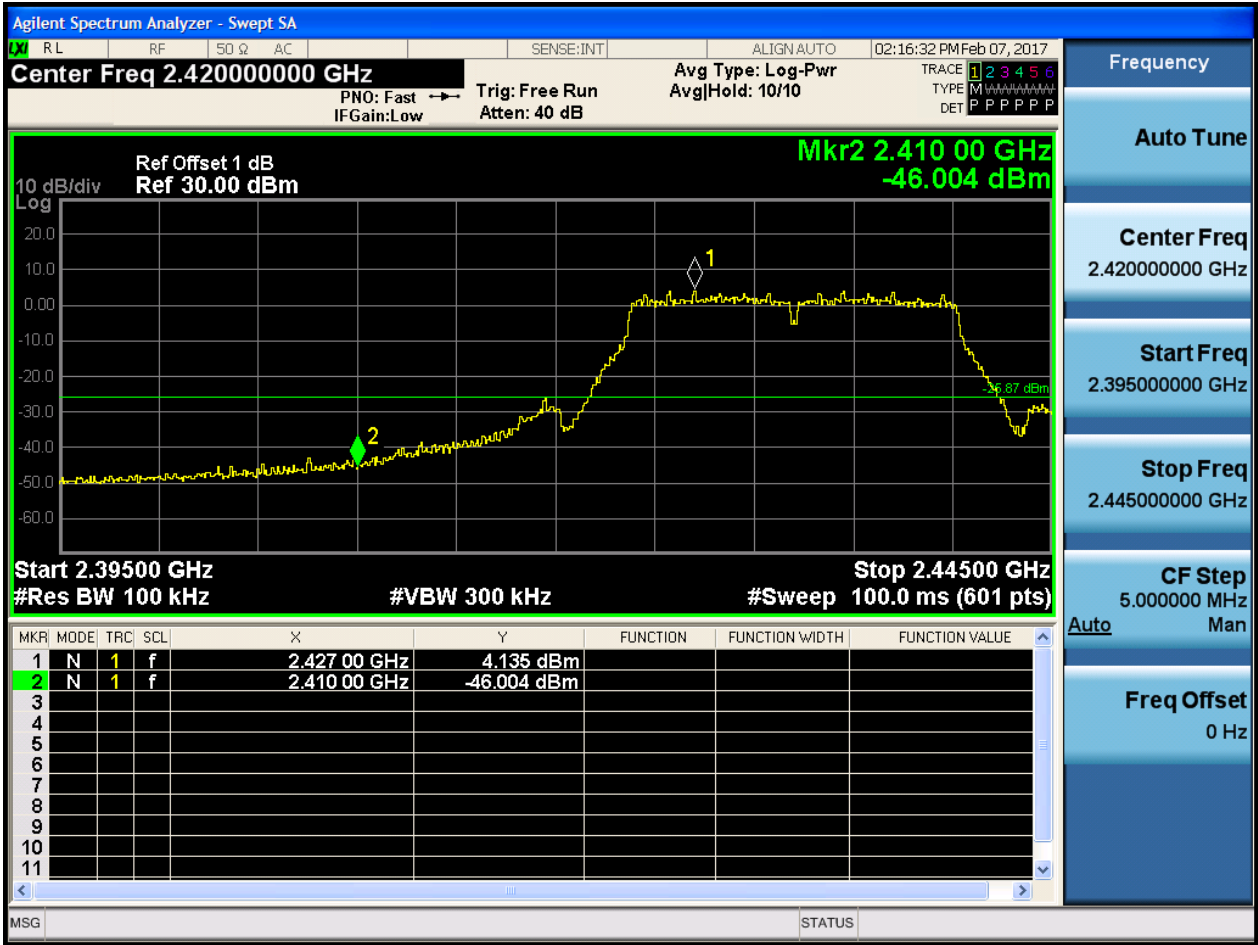 Agilent Spectrum Analyzer - Swept SA
LXI RL RF 50 Ω AC SENSE:INT ALIGNAUTO 02:16:32 PMFeb 07, 2017
Center Freq 2.420000000 GHz
PNO: Fast
IFGain:Low
Trig: Free Run
Atten: 40 dB
Avg Type: Log-Pwr
Avg|Hold: 10/10
TRACE 1 2 3 4 5 6
TYPE M
DET P P P P P P
Ref Offset 1 dB
Ref 30.00 dBm
10 dB/div
Log
Mkr2 2.410 00 GHz
-46.004 dBm
20.0
10.0
0.00
-10.0
-20.0
-30.0
-40.0
-50.0
-60.0
1
2
-25.87 dBm
Start 2.39500 GHz Stop 2.44500 GHz
#Res BW 100 kHz #VBW 300 kHz #Sweep 100.0 ms (601 pts)
MKR MODE TRC SCL X Y FUNCTION FUNCTION WIDTH FUNCTION VALUE
1 N 1 f 2.427 00 GHz 4.135 dBm
2 N 1 f 2.410 00 GHz -46.004 dBm
3
4
5
6
7
8
9
10
11
MSG STATUS
Frequency
Auto Tune
Center Freq
2.420000000 GHz
Start Freq
2.395000000 GHz
Stop Freq
2.445000000 GHz
CF Step
5.000000 MHz
Auto Man
Freq Offset
0 Hz